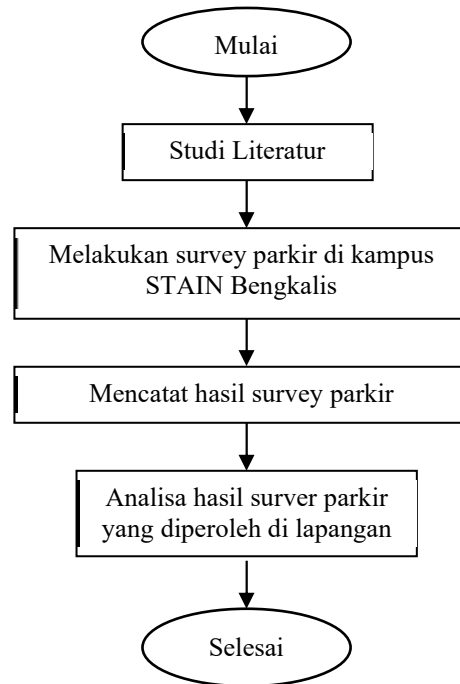 Mulai
Studi Literatur
Melakukan survey parkir di kampus
STAIN Bengkalis
Mencatat hasil survey parkir
Analisa hasil surver parkir
yang diperoleh di lapangan
Selesai